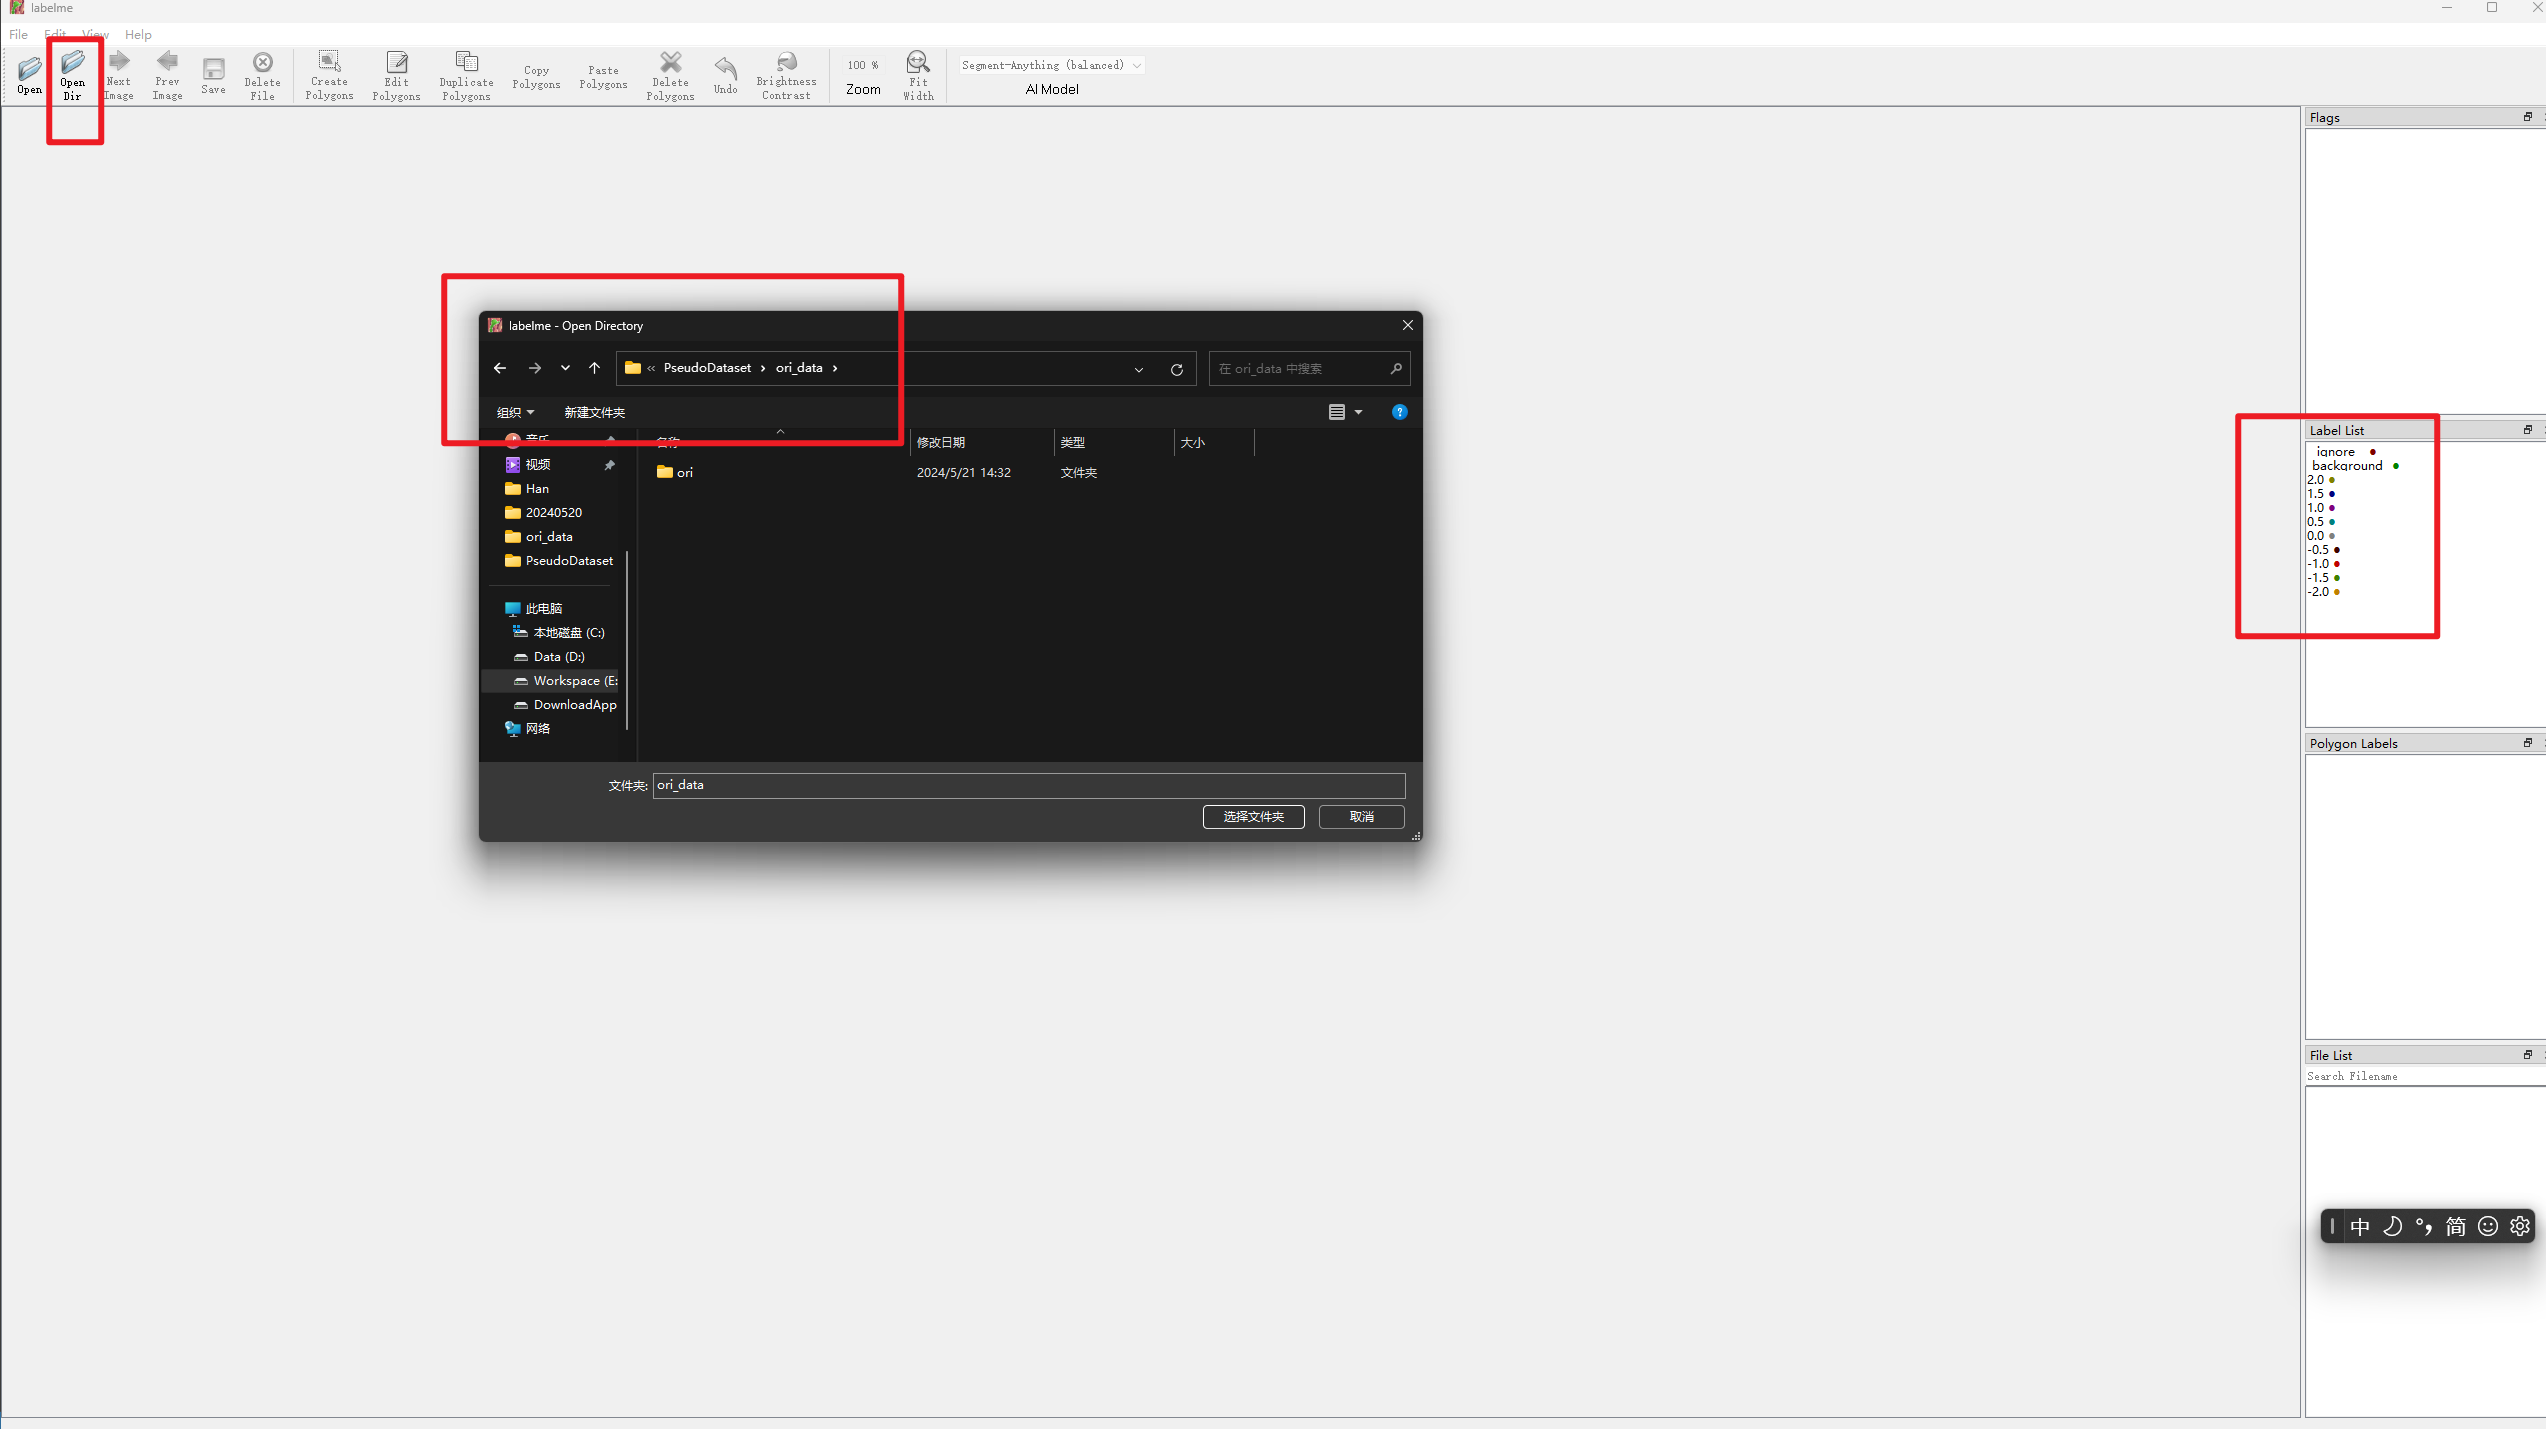 labelme
File Edit View Help
Open
Open Dir
Next Image
Prev Image
Save
Delete File
Create Polygons
Edit Polygons
Duplicate Polygons
Copy Polygons
Paste Polygons
Delete Polygons
Undo
Brightness Contrast
100 %
Zoom
Fit Width
Segment-Anything (balanced)
AI Model
Flags
labelme - Open Directory
« PseudoDataset › ori_data ›
在 ori_data 中搜索
组织 新建文件夹
名称 修改日期 类型 大小
ori 2024/5/21 14:32 文件夹
音乐
视频
Han
20240520
ori_data
PseudoDataset
此电脑
本地磁盘 (C:)
Data (D:)
Workspace (E:
DownloadApp
网络
文件夹: ori_data
选择文件夹 取消
Label List
ignore
background
2.0
1.5
1.0
0.5
0.0
-0.5
-1.0
-1.5
-2.0
Polygon Labels
File List
Search Filename
中 °, 简